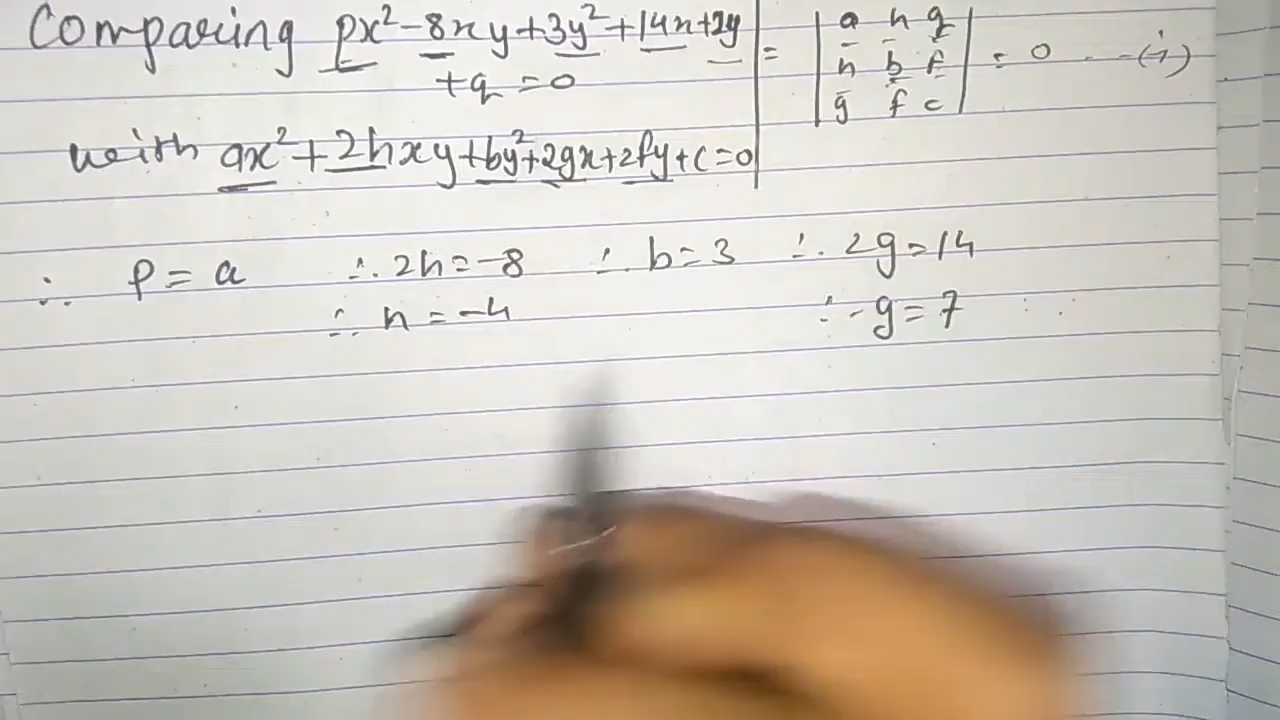 Comparing px²-8xy+3y²+14x+2y
+q=0
with ax²+2hxy+by²+2gx+2fy+c=0
= | a h g |
| h b f | = 0 --(i)
| g f c |
∴ p = a ∴ 2h=-8 ∴ b=3 ∴ 2g=14
∴ h = -4 ∴ g = 7